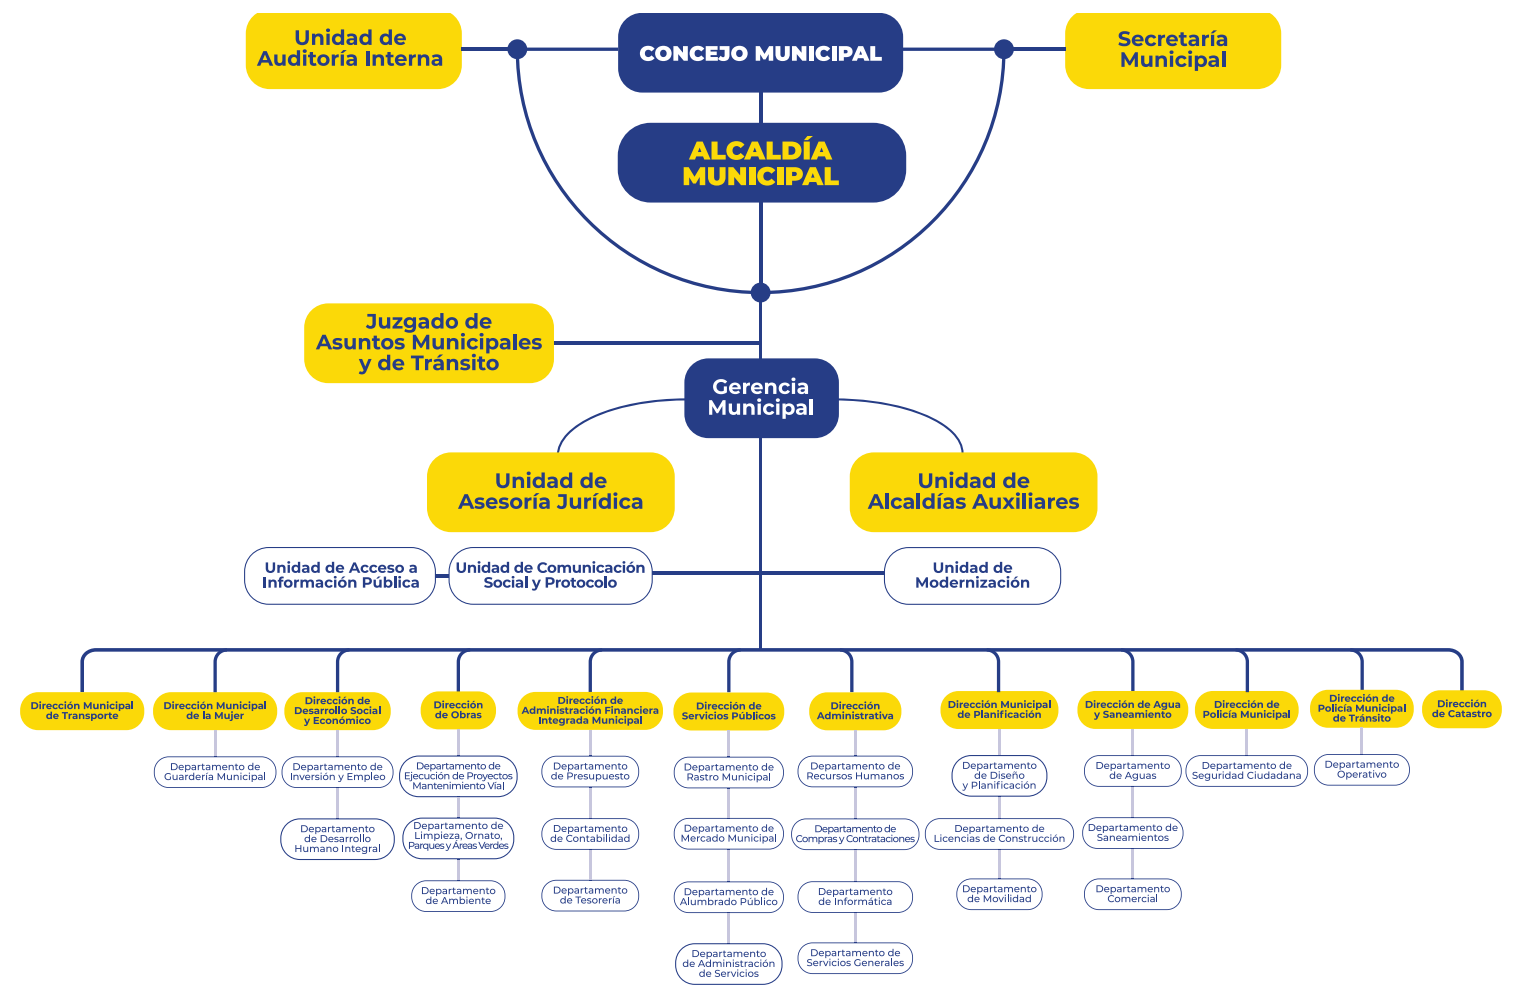 Unidad de
Auditoría Interna
CONCEJO MUNICIPAL
Secretaría
Municipal
ALCALDÍA
MUNICIPAL
Juzgado de
Asuntos Municipales
y de Tránsito
Gerencia
Municipal
Unidad de
Asesoría Jurídica
Unidad de
Alcaldías Auxiliares
Unidad de Acceso a
Información Pública
Unidad de Comunicación
Social y Protocolo
Unidad de
Modernización
Dirección Municipal
de Transporte
Dirección Municipal
de la Mujer
Dirección de
Desarrollo Social
y Económico
Dirección
de Obras
Dirección de
Administración Financiera
Integrada Municipal
Dirección de
Servicios Públicos
Dirección
Administrativa
Dirección Municipal
de Planificación
Dirección de Agua
y Saneamiento
Dirección de
Policía Municipal
Dirección de
Policía Municipal
de Tránsito
Dirección
de Catastro
Departamento de
Guardería Municipal
Departamento de
Inversión y Empleo
Departamento de
Ejecución de Proyectos
Mantenimiento Vial
Departamento
de Presupuesto
Departamento de
Rastro Municipal
Departamento de
Recursos Humanos
Departamento
de Diseño
y Planificación
Departamento
de Aguas
Departamento de
Seguridad Ciudadana
Departamento
Operativo
Departamento
de Desarrollo
Humano Integral
Departamento de
Limpieza, Ornato,
Parques y Áreas Verdes
Departamento
de Contabilidad
Departamento de
Mercado Municipal
Departamento de
Compras y Contrataciones
Departamento de
Licencias de Construcción
Departamento de
Saneamientos
Departamento
de Ambiente
Departamento
de Tesorería
Departamento de
Alumbrado Público
Departamento
de Informática
Departamento
de Movilidad
Departamento
Comercial
Departamento
de Administración
de Servicios
Departamento de
Servicios Generales